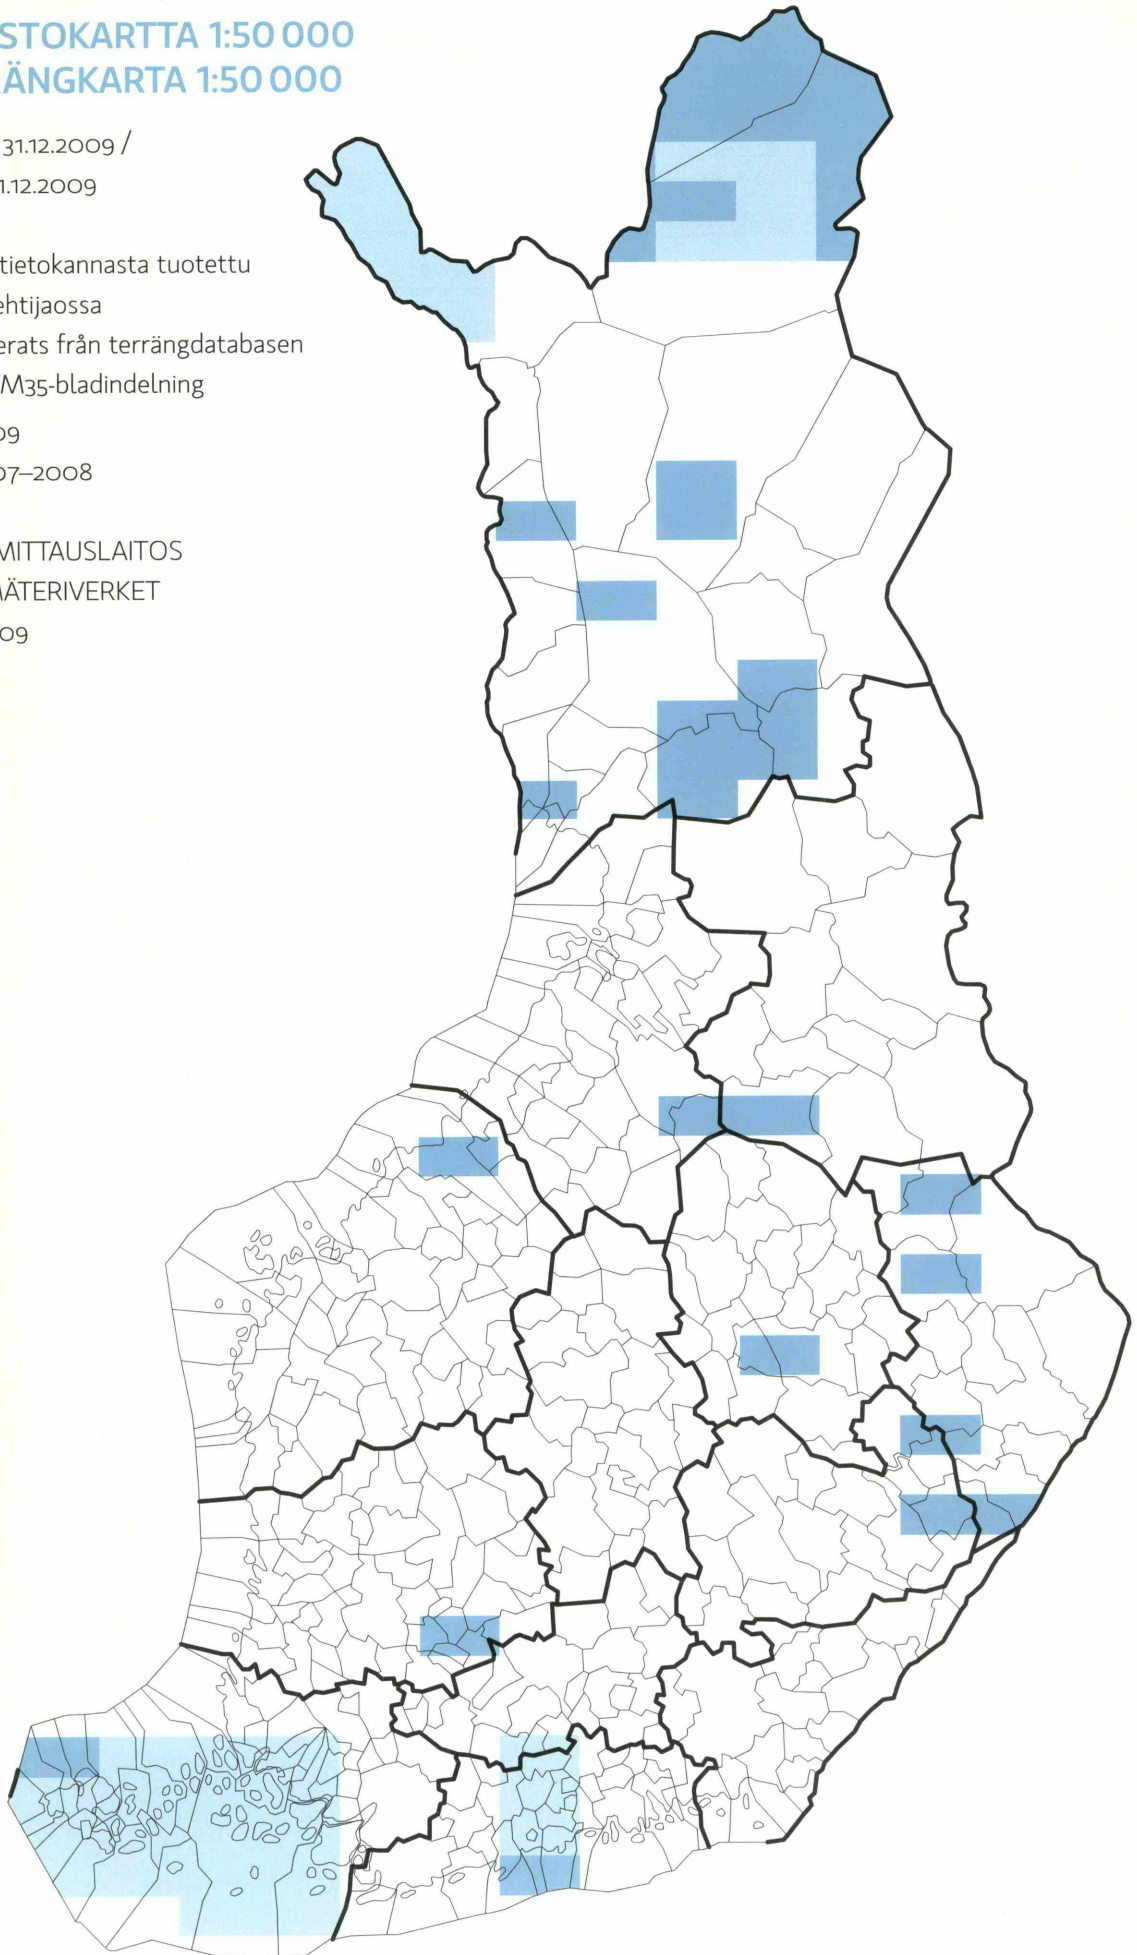 STOKARTTA 1:50 000
ÄNGKARTA 1:50 000
31.12.2009 /
1.12.2009
tietokannasta tuotettu
ehtijaossa
erats från terrängdatabasen
M35-bladindelning
09
07–2008
MITTAUSLAITOS
MÄTERIVERKET
09